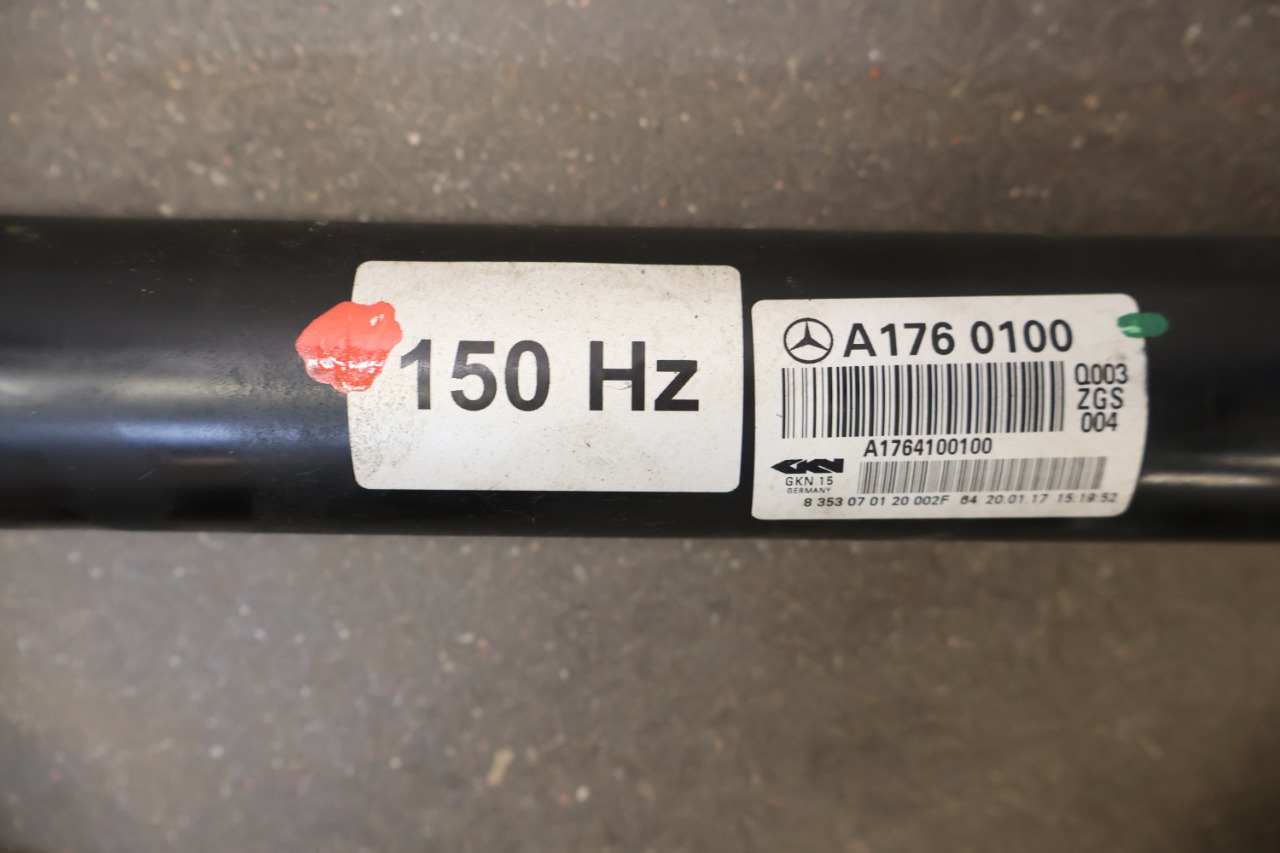 150 Hz
A176 0100
Q003
ZGS
004
A1764100100
GKN
GKN 15
GERMANY
8 353 07 01 20 002F 64 20.01.17 15:19:52